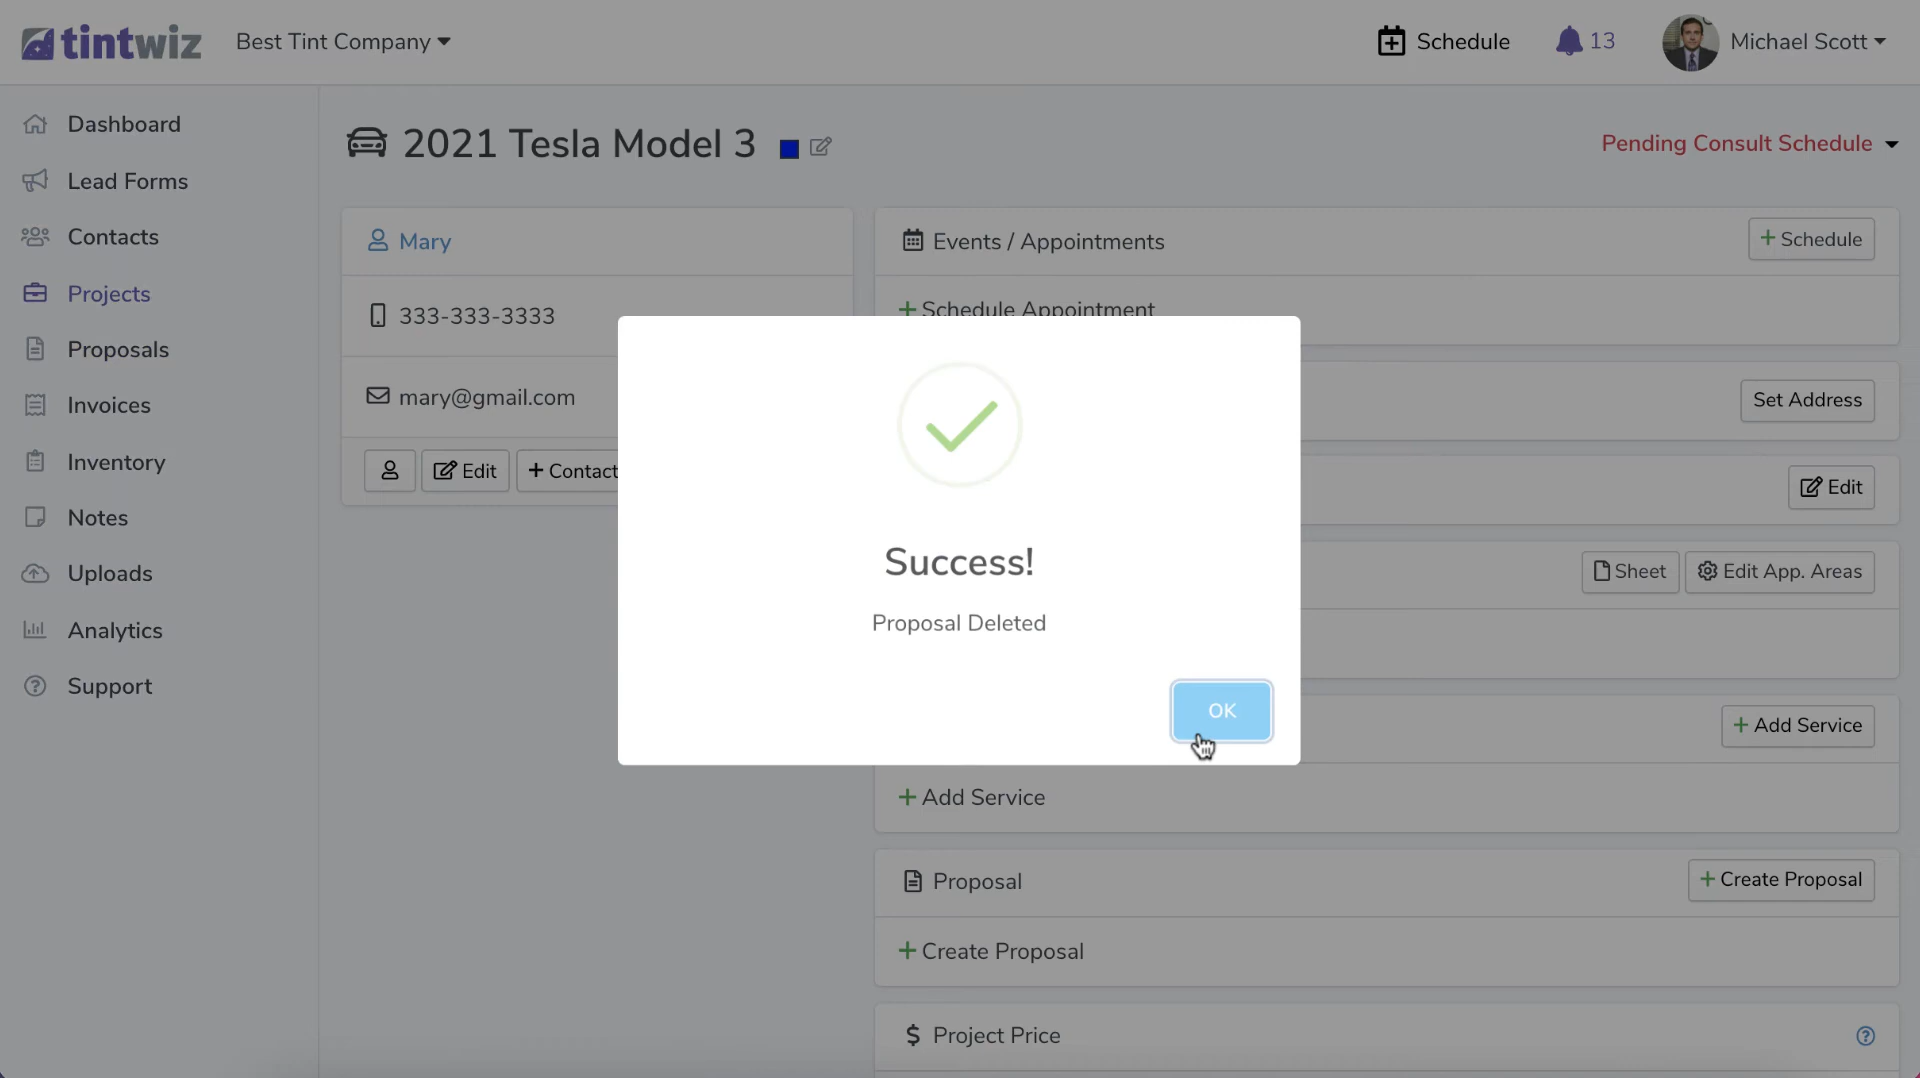 tintwiz
Best Tint Company
Schedule
13
Michael Scott
Dashboard
Lead Forms
Contacts
Projects
Proposals
Invoices
Inventory
Notes
Uploads
Analytics
Support
2021 Tesla Model 3
Pending Consult Schedule
Mary
333-333-3333
mary@gmail.com
Edit
+ Contact
Events / Appointments
+ Schedule
+ Schedule Appointment
Set Address
Edit
Sheet
Edit App. Areas
+ Add Service
+ Add Service
Proposal
+ Create Proposal
+ Create Proposal
$ Project Price
?
Success!
Proposal Deleted
OK